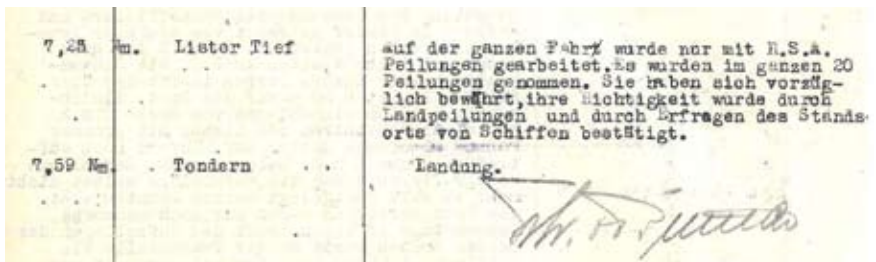 7,25 Nm. Listor Tief auf der ganzen Fahrt wurde nur mit R.S.A.
Peilungen gearbeitet.Es wurden im ganzen 20
Peilungen genommen. Sie haben sich vorzüg-
lich bewährt,ihre Richtigkeit wurde durch
Landpeilungen und durch Erfragen des Stands-
orts von Schiffen bestätigt.
7,59 Nm. Tondern Landung.